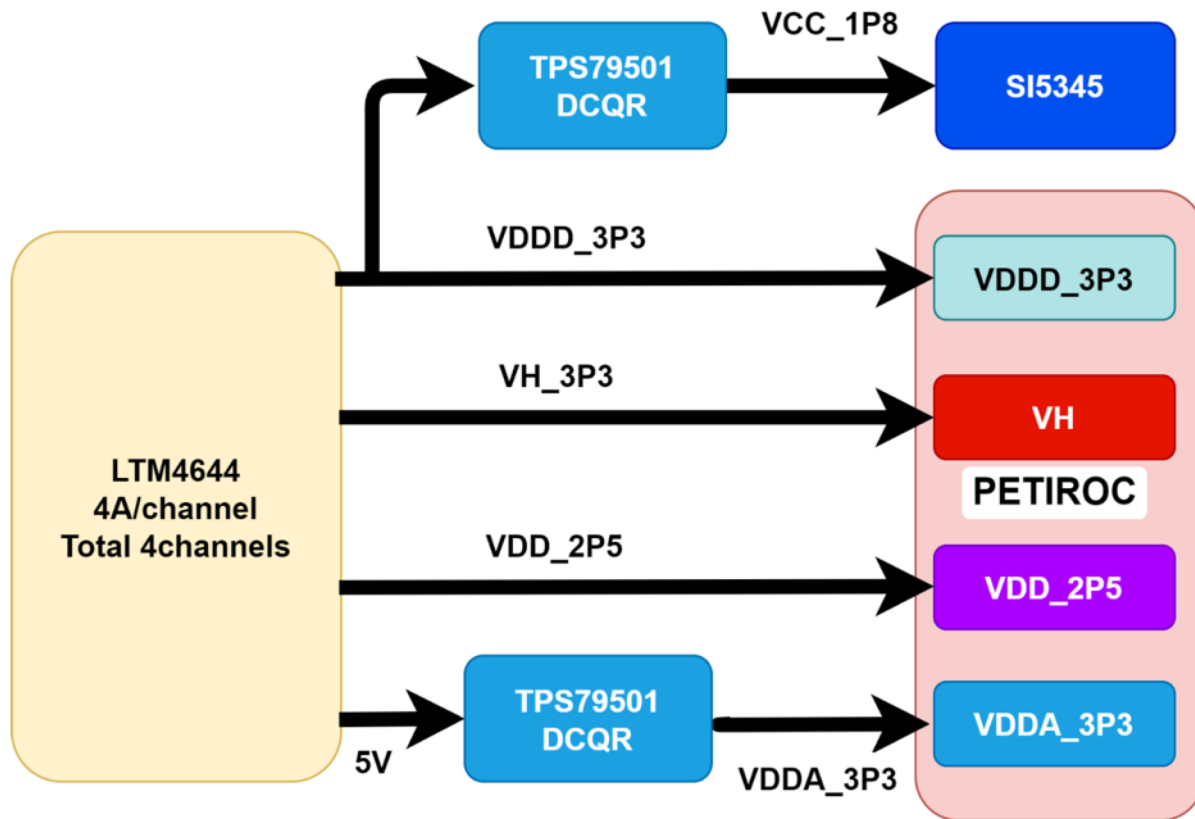 VCC_1P8
TPS79501
DCQR
SI5345
VDDD_3P3
VDDD_3P3
VH_3P3
VH
LTM4644
4A/channel
Total 4channels
PETIROC
VDD_2P5
VDD_2P5
TPS79501
DCQR
VDDA_3P3
5V
VDDA_3P3